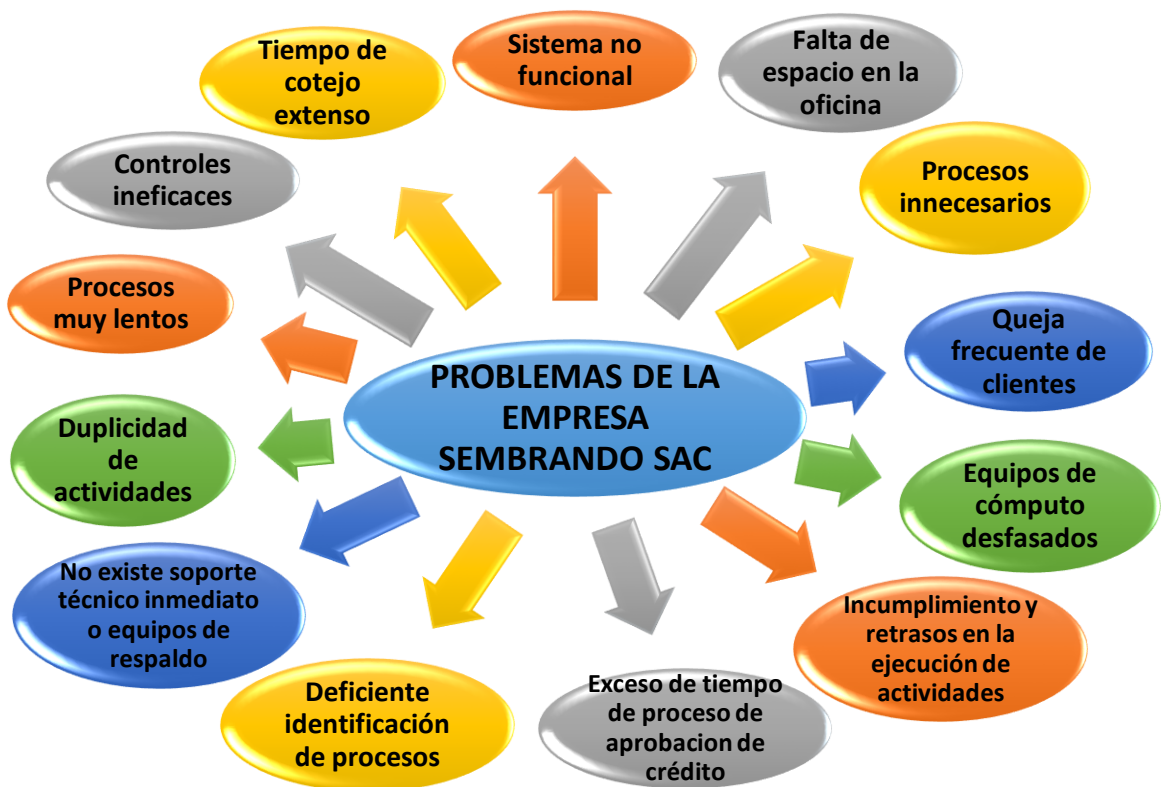 Sistema no
funcional
Falta de
espacio en la
oficina
Procesos
innecesarios
Queja
frecuente de
clientes
Equipos de
cómputo
desfasados
Incumplimiento y
retrasos en la
ejecución de
actividades
Exceso de tiempo
de proceso de
aprobacion de
crédito
Deficiente
identificación
de procesos
No existe soporte
técnico inmediato
o equipos de
respaldo
Duplicidad
de
actividades
Procesos
muy lentos
Controles
ineficaces
Tiempo de
cotejo
extenso
PROBLEMAS DE LA
EMPRESA
SEMBRANDO SAC